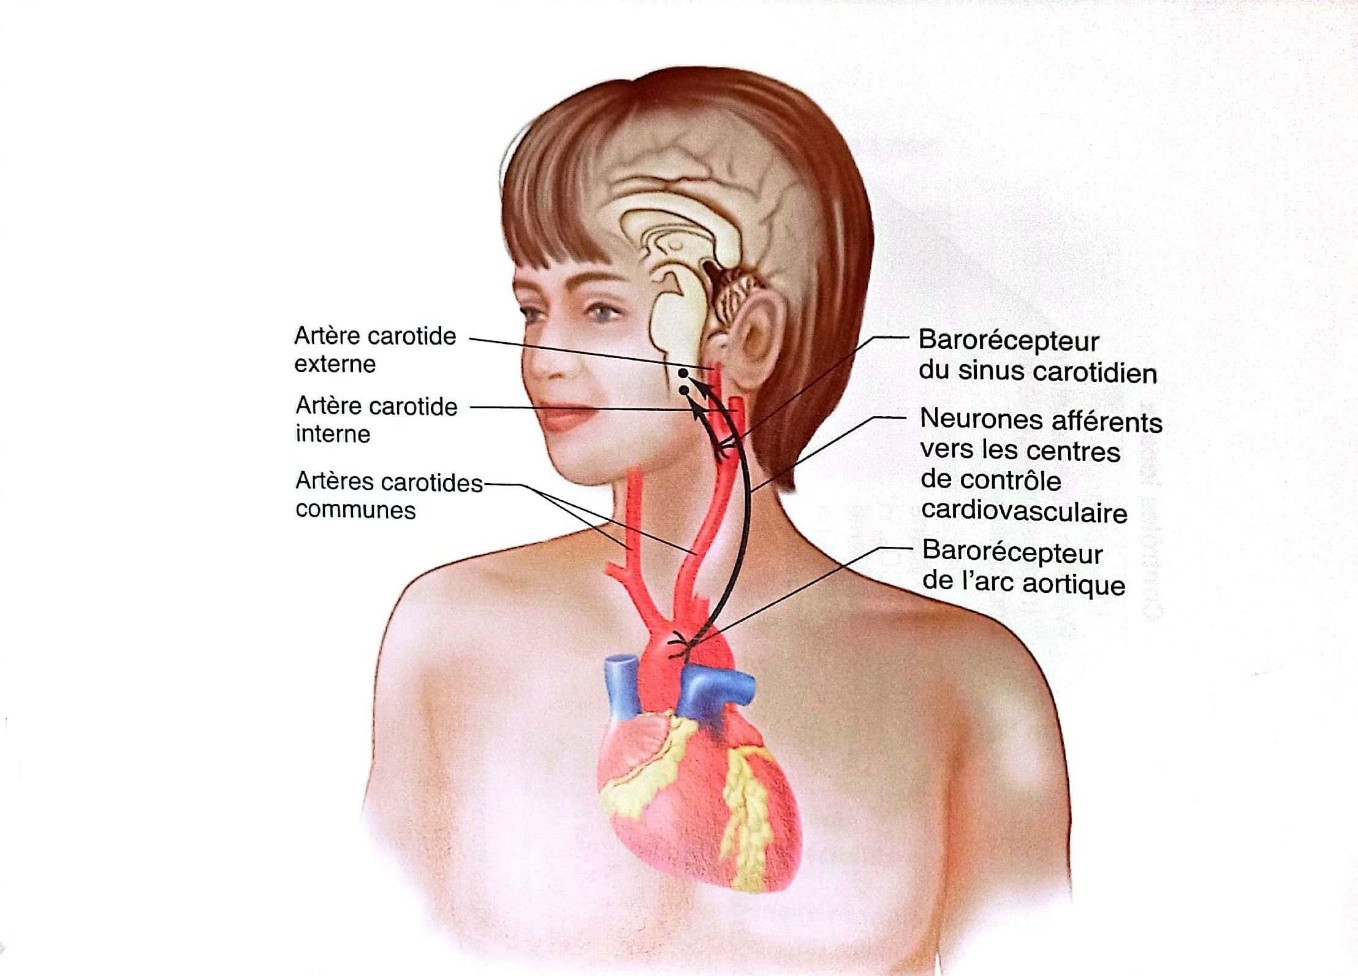 Artère carotide
externe
Artère carotide
interne
Artères carotides
communes
Barorécepteur
du sinus carotidien
Neurones afférents
vers les centres
de contrôle
cardiovasculaire
Barorécepteur
de l'arc aortique